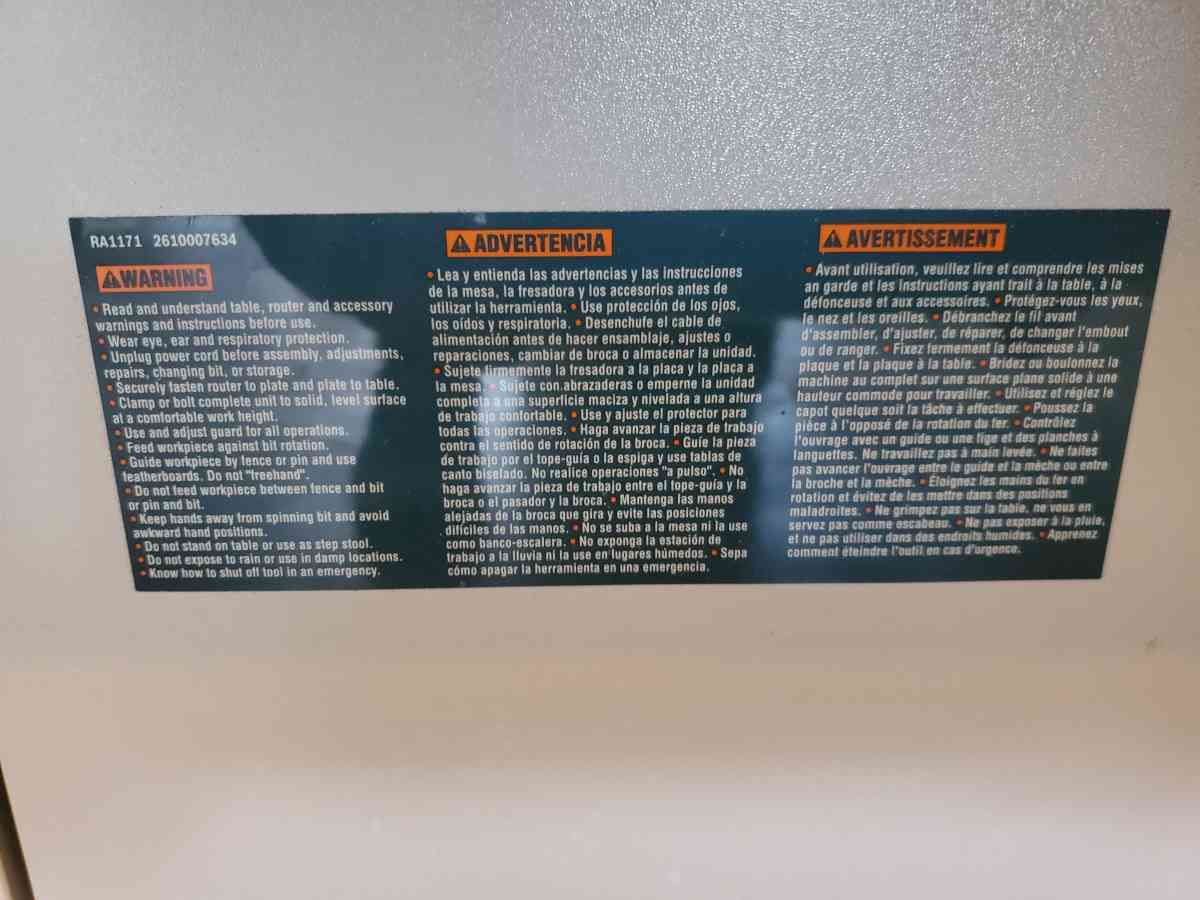 RA1171 2610007634
WARNING
• Read and understand table, router and accessory
warnings and instructions before use.
• Wear eye, ear and respiratory protection.
• Unplug power cord before assembly, adjustments,
repairs, changing bit, or storage.
• Securely fasten router to plate and plate to table.
• Clamp or bolt complete unit to solid, level surface
at a comfortable work height.
• Use and adjust guard for all operations.
• Feed workpiece against bit rotation.
• Guide workpiece by fence or pin and use
featherboards. Do not "freehand".
• Do not feed workpiece between fence and bit
or pin and bit.
• Keep hands away from spinning bit and avoid
awkward hand positions.
• Do not stand on table or use as step stool.
• Do not expose to rain or use in damp locations.
• Know how to shut off tool in an emergency.
ADVERTENCIA
• Lea y entienda las advertencias y las instrucciones
de la mesa, la fresadora y los accesorios antes de
utilizar la herramienta. • Use protección de los ojos,
los oídos y respiratoria. • Desenchufe el cable de
alimentación antes de hacer ensamblaje, ajustes o
reparaciones, cambiar de broca o almacenar la unidad.
• Sujete firmemente la fresadora a la placa y la placa a
la mesa. • Sujete con abrazaderas o emperne la unidad
completa a una superficie maciza y nivelada a una altura
de trabajo confortable. • Use y ajuste el protector para
todas las operaciones. • Haga avanzar la pieza de trabajo
contra el sentido de rotación de la broca. • Guíe la pieza
de trabajo por el tope-guía o la espiga y use tablas de
canto biselado. No realice operaciones "a pulso". • No
haga avanzar la pieza de trabajo entre el tope-guía y la
broca o el pasador y la broca. • Mantenga las manos
alejadas de la broca que gira y evite las posiciones
difíciles de las manos. • No se suba a la mesa ni la use
como banco-escalera. • No exponga la estación de
trabajo a la lluvia ni la use en lugares húmedos. • Sepa
cómo apagar la herramienta en una emergencia.
AVERTISSEMENT
• Avant utilisation, veuillez lire et comprendre les mises
en garde et les instructions ayant trait à la table, à la
défonceuse et aux accessoires. • Protégez-vous les yeux,
le nez et les oreilles. • Débranchez le fil avant
d'assembler, d'ajuster, de réparer, de changer l'embout
ou de ranger. • Fixez fermement la défonceuse à la
plaque et la plaque à la table. • Bridez ou boulonnez la
machine au complet sur une surface plane solide à une
hauteur commode pour travailler. • Utilisez et réglez le
capot quelque soit la tâche à effectuer. • Poussez la
pièce à l'opposé de la rotation du fer. • Contrôlez
l'ouvrage avec un guide ou une tige et des planches à
languettes. Ne travaillez pas à main levée. • Ne faites
pas avancer l'ouvrage entre le guide et la mèche ou entre
la broche et la mèche. • Éloignez les mains du fer en
rotation et évitez de les mettre dans des positions
maladroites. • Ne grimpez pas sur la table, ne vous en
servez pas comme escabeau. • Ne pas exposer à la pluie,
et ne pas utiliser dans des endroits humides. • Apprenez
comment éteindre l'outil en cas d'urgence.